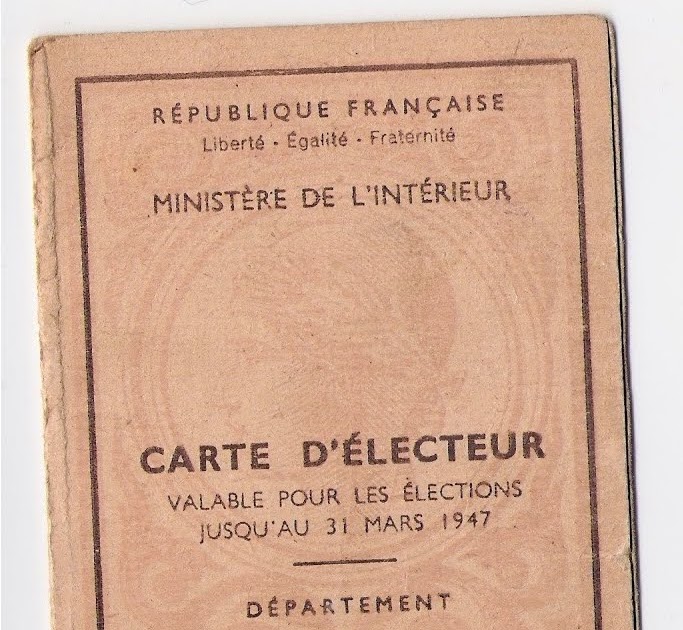 RÉPUBLIQUE FRANÇAISE
Liberté - Égalité - Fraternité
MINISTÈRE DE L'INTÉRIEUR
CARTE D'ÉLECTEUR
VALABLE POUR LES ÉLECTIONS
JUSQU'AU 31 MARS 1947
DÉPARTEMENT